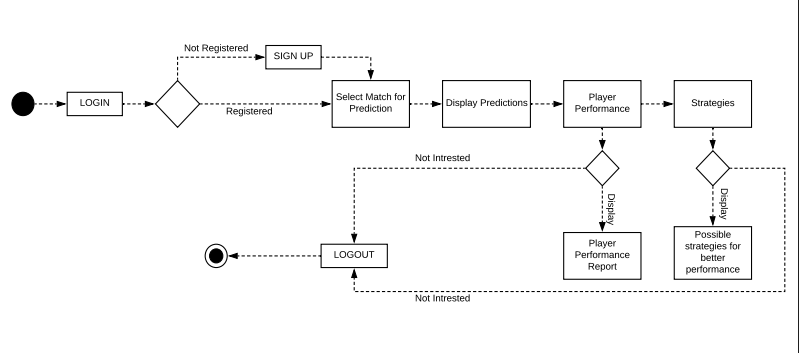 Not Registered
SIGN UP
LOGIN
Registered
Select Match for
Prediction
Display Predictions
Player
Performance
Strategies
Not Intrested
Display
Display
Player
Performance
Report
Possible
strategies for
better
performance
LOGOUT
Not Intrested